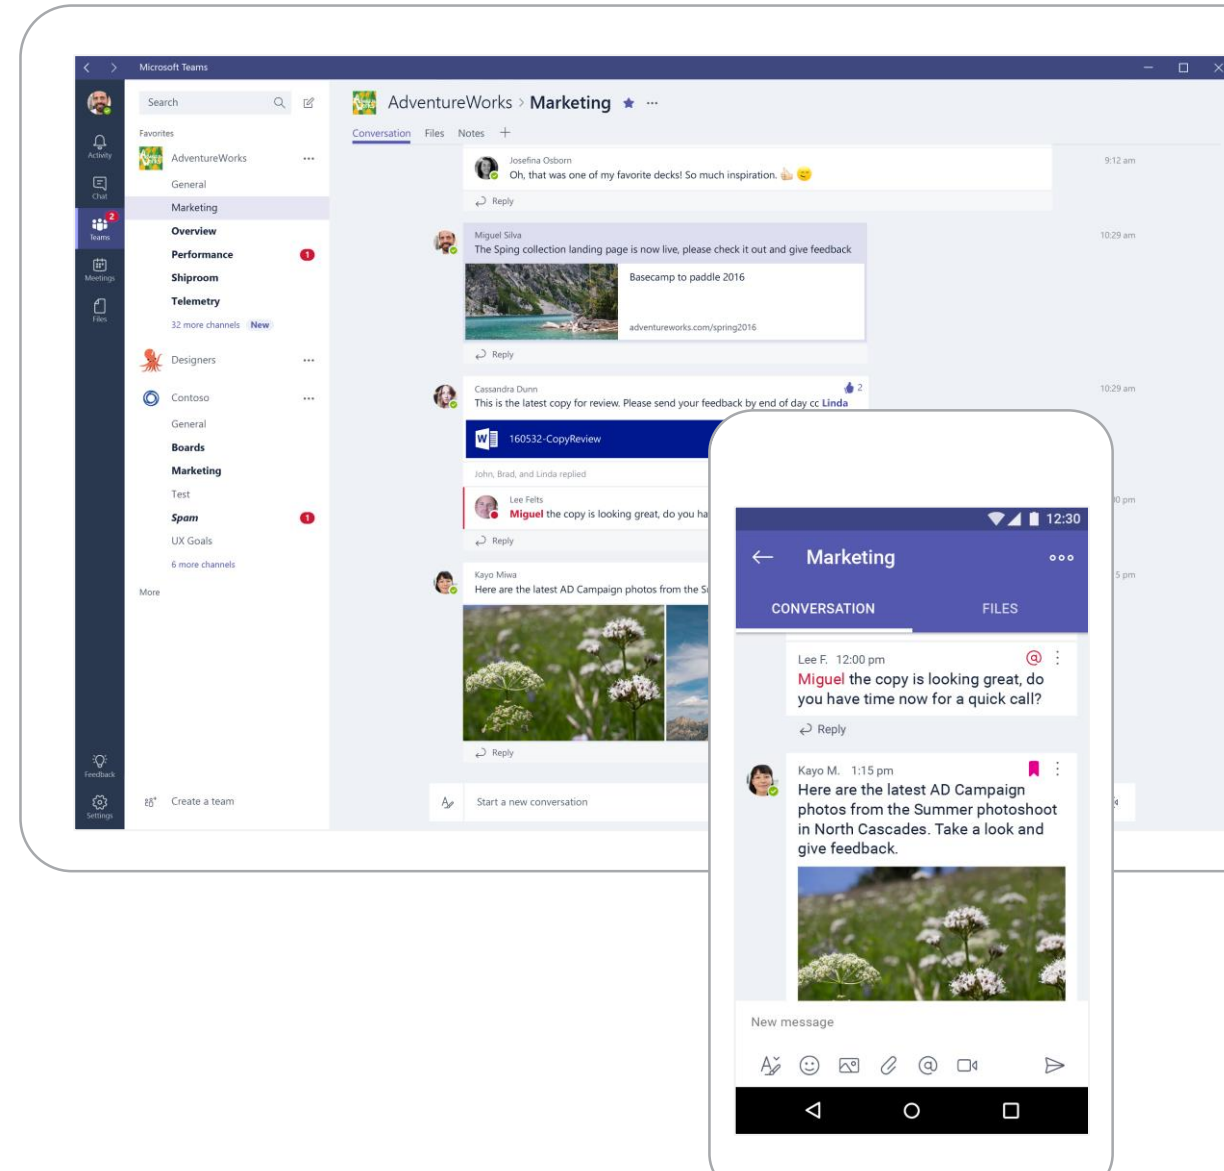 Microsoft Teams
Search
Favorites
AdventureWorks
General
Marketing
Overview
Performance 1
Shiproom
Telemetry
32 more channels New
Designers
Contoso
General
Boards
Marketing
Test
Spam 1
UX Goals
6 more channels
More
Create a team
Activity
Chat
2
Teams
Meetings
Files
Feedback
Settings
AdventureWorks > Marketing
Conversation Files Notes
Josefina Osborn
9:12 am
Oh, that was one of my favorite decks! So much inspiration.
Reply
Miguel Silva
10:29 am
The Sping collection landing page is now live, please check it out and give feedback
Basecamp to paddle 2016
adventureworks.com/spring2016
Reply
Cassandra Dunn
2
10:29 am
This is the latest copy for review. Please send your feedback by end of day cc Linda
W 160532-CopyReview
John, Brad, and Linda replied
Lee Felts
pm
Miguel the copy is looking great, do you ha
Reply
Kayo Miwa
5 pm
Here are the latest AD Campaign photos from the S
Reply
Start a new conversation
12:30
Marketing
CONVERSATION FILES
Lee F. 12:00 pm @
Miguel the copy is looking great, do
you have time now for a quick call?
Reply
Kayo M. 1:15 pm
Here are the latest AD Campaign
photos from the Summer photoshoot
in North Cascades. Take a look and
give feedback.
New message